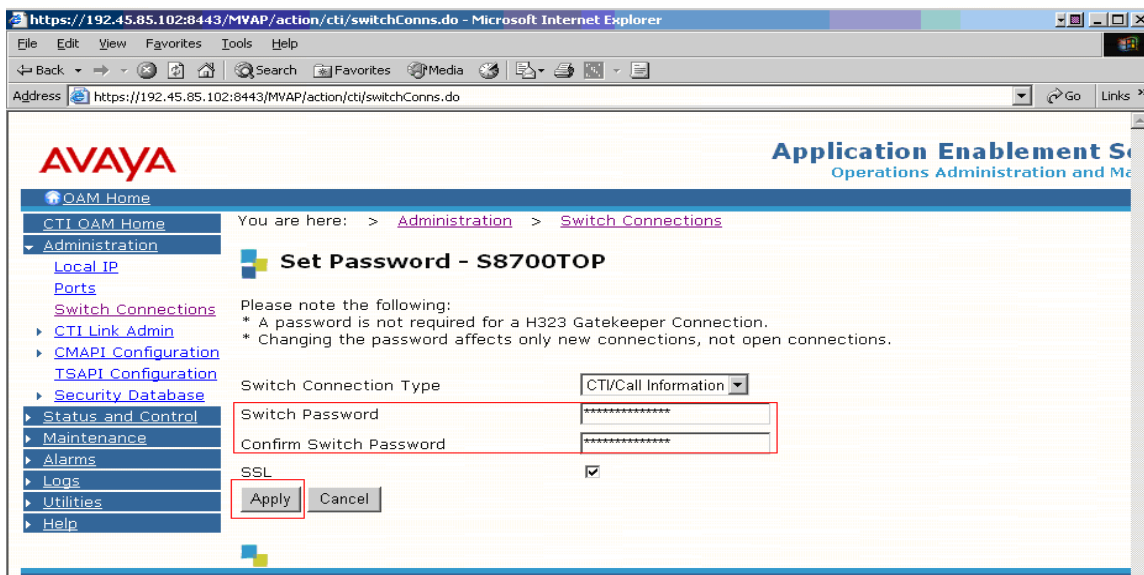 https://192.45.85.102:8443/MVAP/action/cti/switchConns.do - Microsoft Internet Explorer
File Edit View Favorites Tools Help
Back Search Favorites Media
Address https://192.45.85.102:8443/MVAP/action/cti/switchConns.do Go Links »
AVAYA
Application Enablement
Operations Administration and
OAM Home
CTI OAM Home
You are here: > Administration > Switch Connections
Administration
Local IP
Ports
Switch Connections
CTI Link Admin
CMAPI Configuration
TSAPI Configuration
Security Database
Status and Control
Maintenance
Alarms
Logs
Utilities
Help
Set Password - S8700TOP
Please note the following:
* A password is not required for a H323 Gatekeeper Connection.
* Changing the password affects only new connections, not open connections.
Switch Connection Type CTI/Call Information
Switch Password **************
Confirm Switch Password **************
SSL
Apply Cancel